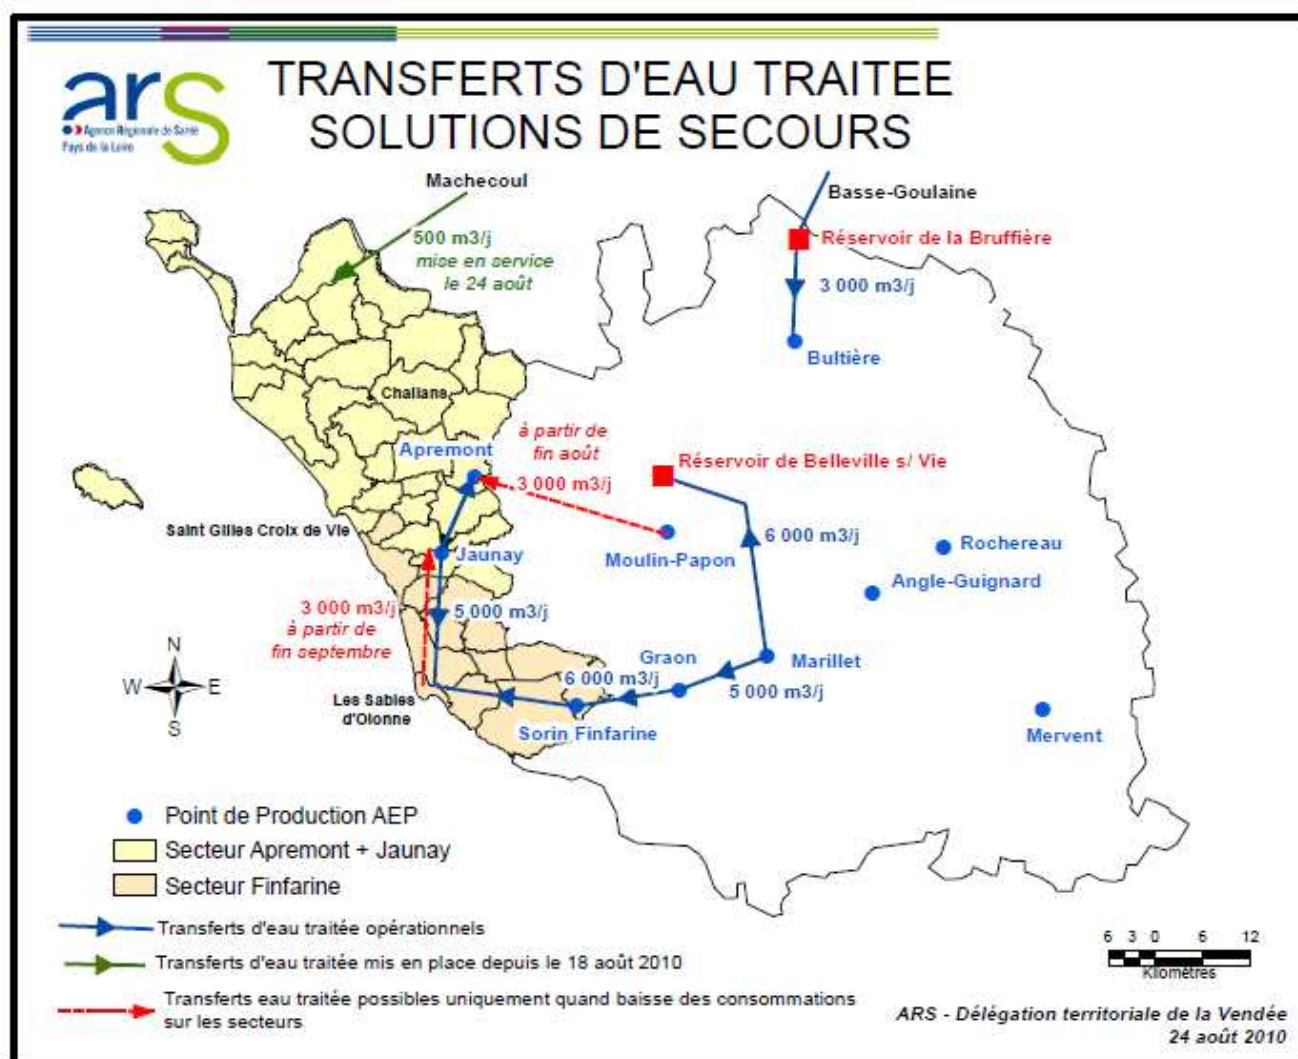 TRANSFERTS D'EAU TRAITEE
SOLUTIONS DE SECOURS
ars
Agence Régionale de Santé
Pays de la Loire
Machecoul
Basse-Goulaine
500 m3/j
mise en service
le 24 août
Réservoir de la Bruffière
3 000 m3/j
Bultière
Challans
à partir de
fin août
Apremont
3 000 m3/j
Réservoir de Belleville s/ Vie
Saint Gilles Croix de Vie
6 000 m3/j
Jaunay
Moulin-Papon
Rochereau
Angle-Guignard
3 000 m3/j
à partir de
fin septembre
5 000 m3/j
Graon
Marillet
6 000 m3/j
5 000 m3/j
N
W
E
S
Les Sables
d'Olonne
Sorin Finfarine
Mervent
Point de Production AEP
Secteur Apremont + Jaunay
Secteur Finfarine
Transferts d'eau traitée opérationnels
Transferts d'eau traitée mis en place depuis le 18 août 2010
Transferts eau traitée possibles uniquement quand baisse des consommations
sur les secteurs
6 3 0 6 12
Kilomètres
ARS - Délégation territoriale de la Vendée
24 août 2010